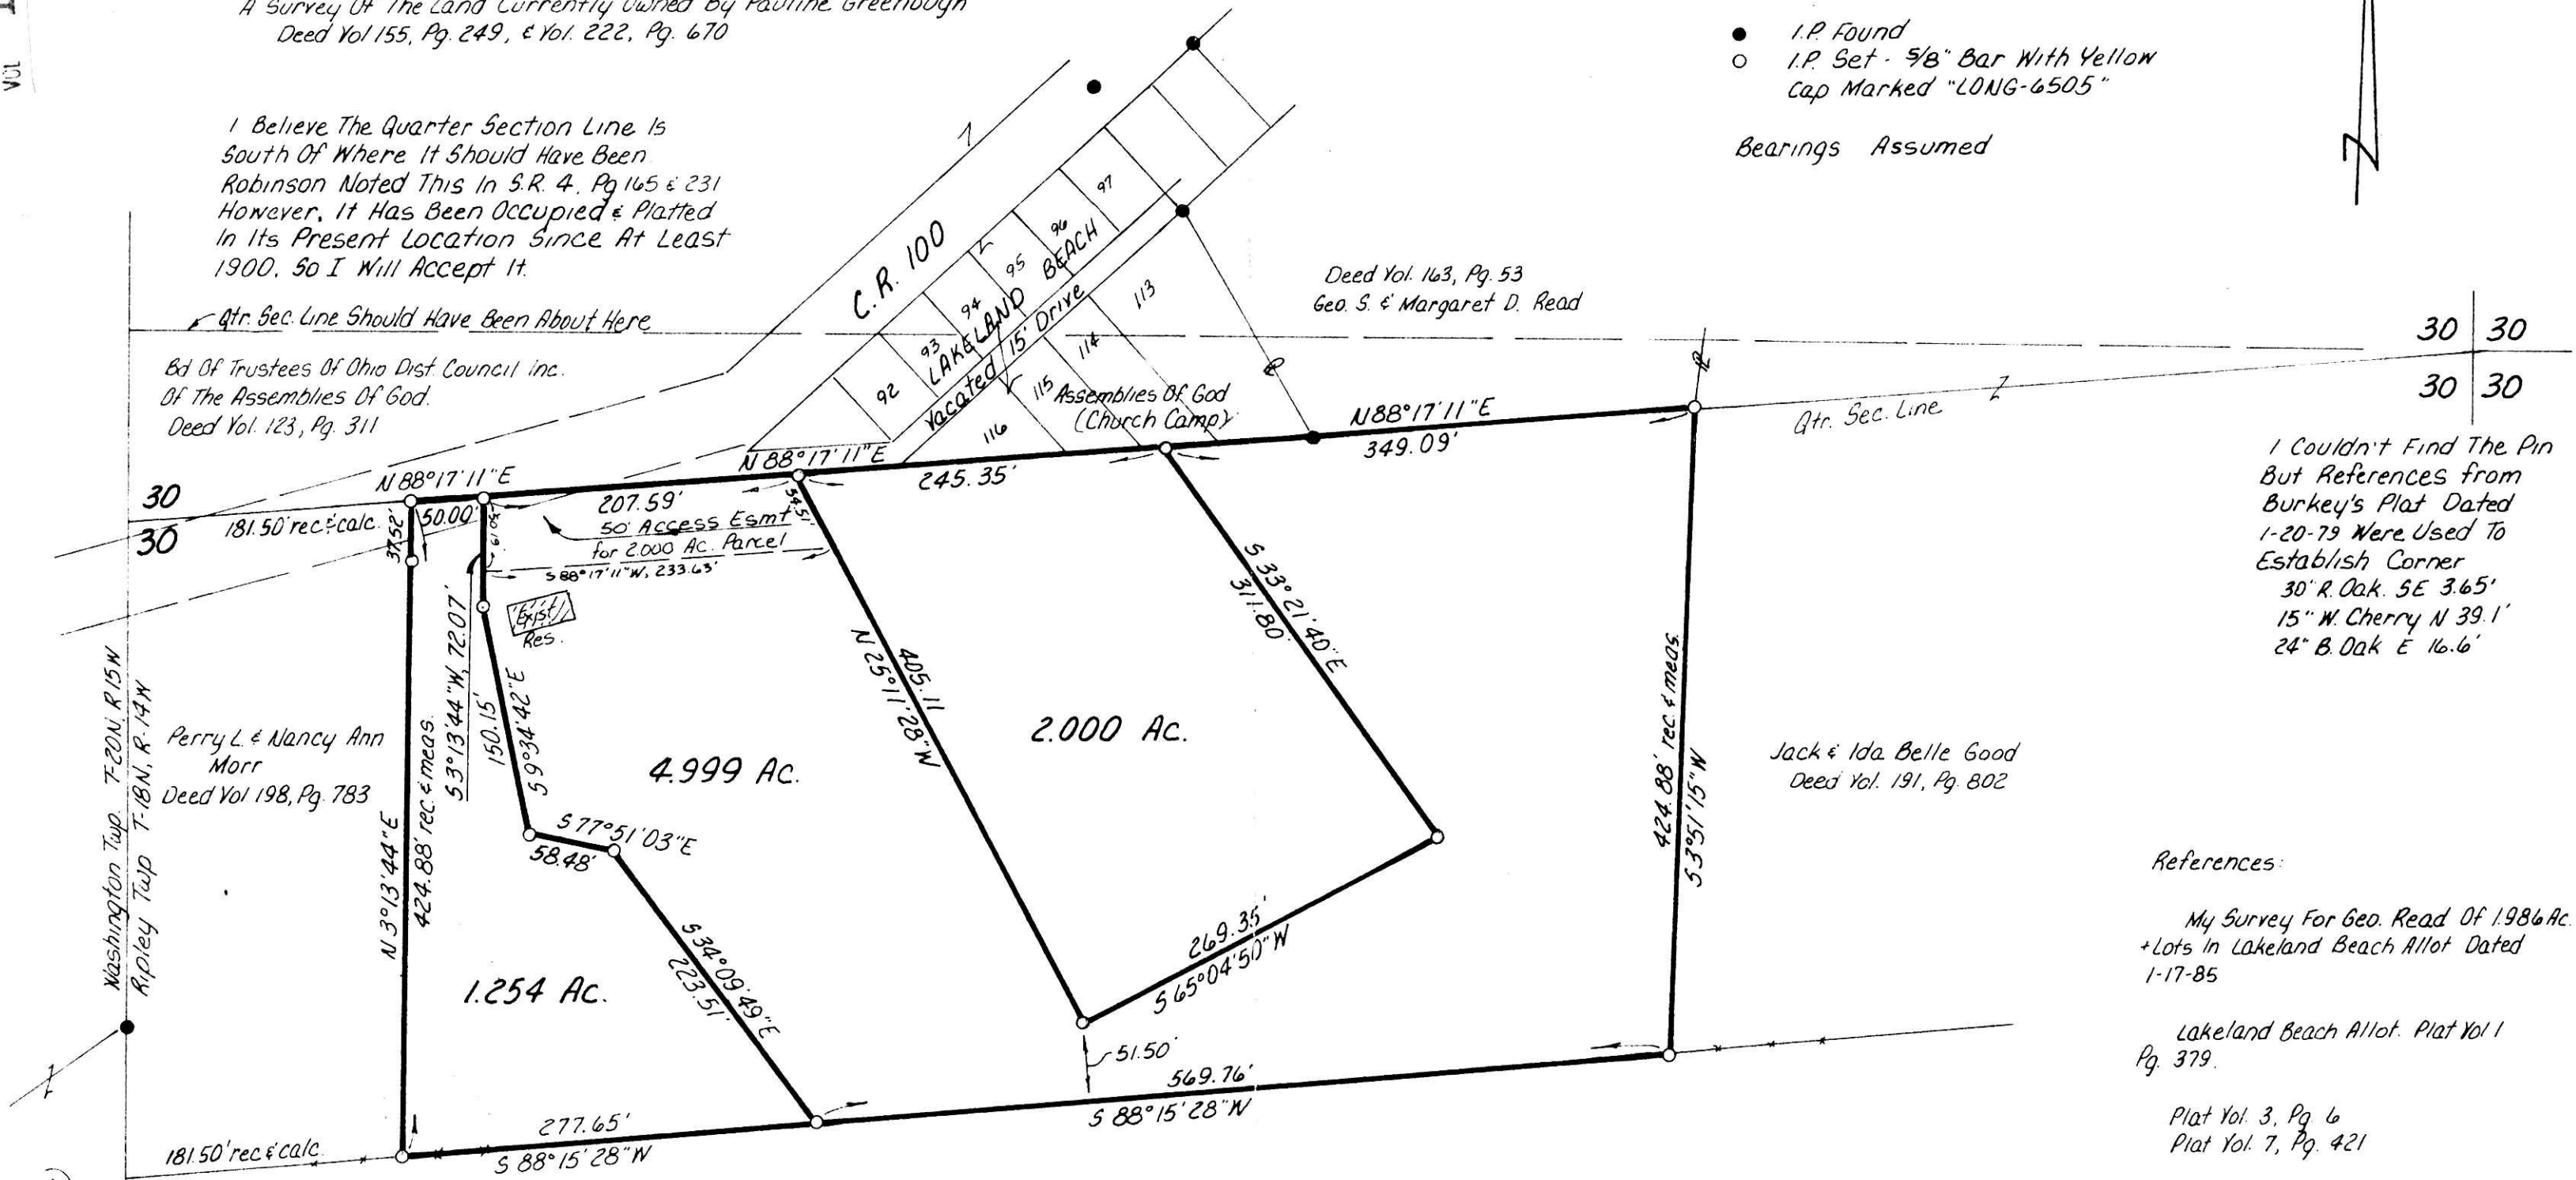 VOL
A Survey Of The Land Currently Owned By Pauline Greenough
Deed Vol 155, Pg. 249, & Vol. 222, Pg. 670
I Believe The Quarter Section Line Is
South Of Where It Should Have Been
Robinson Noted This In S.R. 4, Pg 165 & 231
However, It Has Been Occupied & Platted
In Its Present Location Since At Least
1900, So I Will Accept It.
Qtr. Sec. Line Should Have Been About Here
Bd Of Trustees Of Ohio Dist. Council inc.
Of The Assemblies Of God.
Deed Vol. 123, Pg. 311
I.P. Found
I.P. Set - 5/8" Bar With Yellow
Cap Marked "LONG-6505"
Bearings Assumed
C.R. 100
97
96
95
94
93
92
LAKELAND BEACH
Vacated 15' Drive
113
114
115
116
Assemblies Of God
(Church Camp)
Deed Vol. 163, Pg. 53
Geo. S. & Margaret D. Read
30 30
30 30
Qtr. Sec. Line
30
30
181.50' rec & calc.
N 88°17'11"E
50.00'
37.52'
50.19'
207.59'
N 88°17'11"E
54.51'
245.35'
N88°17'11"E
349.09'
50' Access Esmt
for 2.000 Ac. Parcel
S 88°17'11"W, 233.63'
Exist.
Res.
S 3°13'44"W, 72.07'
150.15'
S 9°34'42"E
S 77°51'03"E
58.48'
S 34°09'49"E
223.51'
N 3°13'44"E
424.88' rec. & meas.
1.254 Ac.
4.999 Ac.
405.11
N 25°11'28"W
2.000 Ac.
S 33°21'40"E
311.80'
269.35'
S 65°04'50"W
51.50'
424.88' rec. & meas.
S 3°51'15"W
569.76'
S 88°15'28"W
277.65'
S 88°15'28"W
181.50' rec & calc.
Washington Twp. T-20N, R15W
Ripley Twp T-18N, R-14W
Perry L. & Nancy Ann
Morr
Deed Vol 198, Pg. 783
Jack & Ida Belle Good
Deed Vol. 191, Pg. 802
I Couldn't Find The Pin
But References from
Burkey's Plat Dated
1-20-79 Were Used To
Establish Corner
30" R. Oak. SE 3.65'
15" W. Cherry N 39.1'
24" B. Oak E 16.6'
References:
My Survey For Geo. Read Of 1.986 Ac.
+ Lots In Lakeland Beach Allot Dated
1-17-85
Lakeland Beach Allot. Plat Vol 1
Pg. 379.
Plat Vol. 3, Pg. 6
Plat Vol. 7, Pg. 421